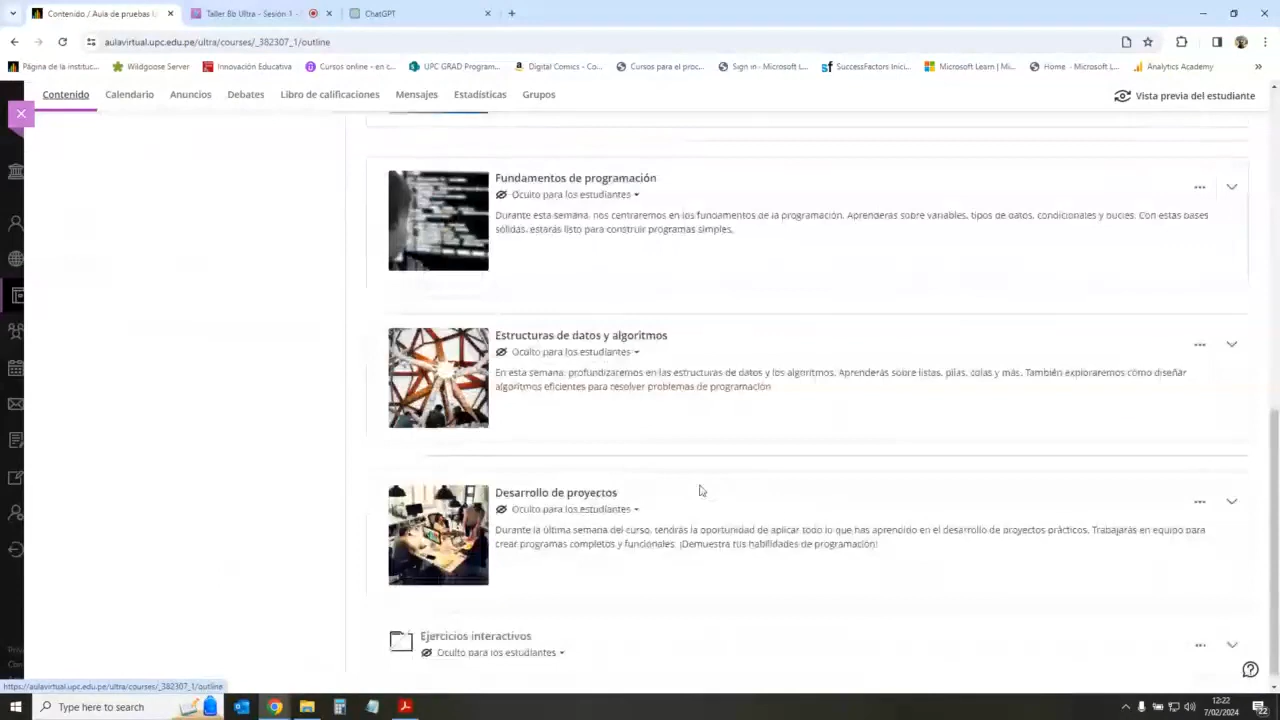 Contenido / Aula de pruebas U
Taller Bb Ultra - Sesión 1 -
ChatGPT
aulavirtual.upc.edu.pe/ultra/courses/_382307_1/outline
Página de la instituc...
Wildgoose Server
Innovación Educativa
Cursos online - en c...
UPC GRAD Program...
Digital Comics - Co...
Cursos para el proc...
Sign in - Microsoft L...
SuccessFactors Inici...
Microsoft Learn | Mi...
Home - Microsoft L...
Analytics Academy
Contenido
Calendario
Anuncios
Debates
Libro de calificaciones
Mensajes
Estadísticas
Grupos
Vista previa del estudiante
Fundamentos de programación
Oculto para los estudiantes
Durante esta semana, nos centraremos en los fundamentos de la programación. Aprenderás sobre variables, tipos de datos, condicionales y bucles. Con estas bases
sólidas, estarás listo para construir programas simples.
Estructuras de datos y algoritmos
Oculto para los estudiantes
En esta semana, profundizaremos en las estructuras de datos y los algoritmos. Aprenderás sobre listas, pilas, colas y más. También exploraremos cómo diseñar
algoritmos eficientes para resolver problemas de programación
Desarrollo de proyectos
Oculto para los estudiantes
Durante la última semana del curso, tendrás la oportunidad de aplicar todo lo que has aprendido en el desarrollo de proyectos prácticos. Trabajarás en equipo para
crear programas completos y funcionales. ¡Demuestra tus habilidades de programación!
Ejercicios interactivos
Oculto para los estudiantes
https://aulavirtual.upc.edu.pe/ultra/courses/_382307_1/outline
Type here to search
12:22
7/02/2024
22